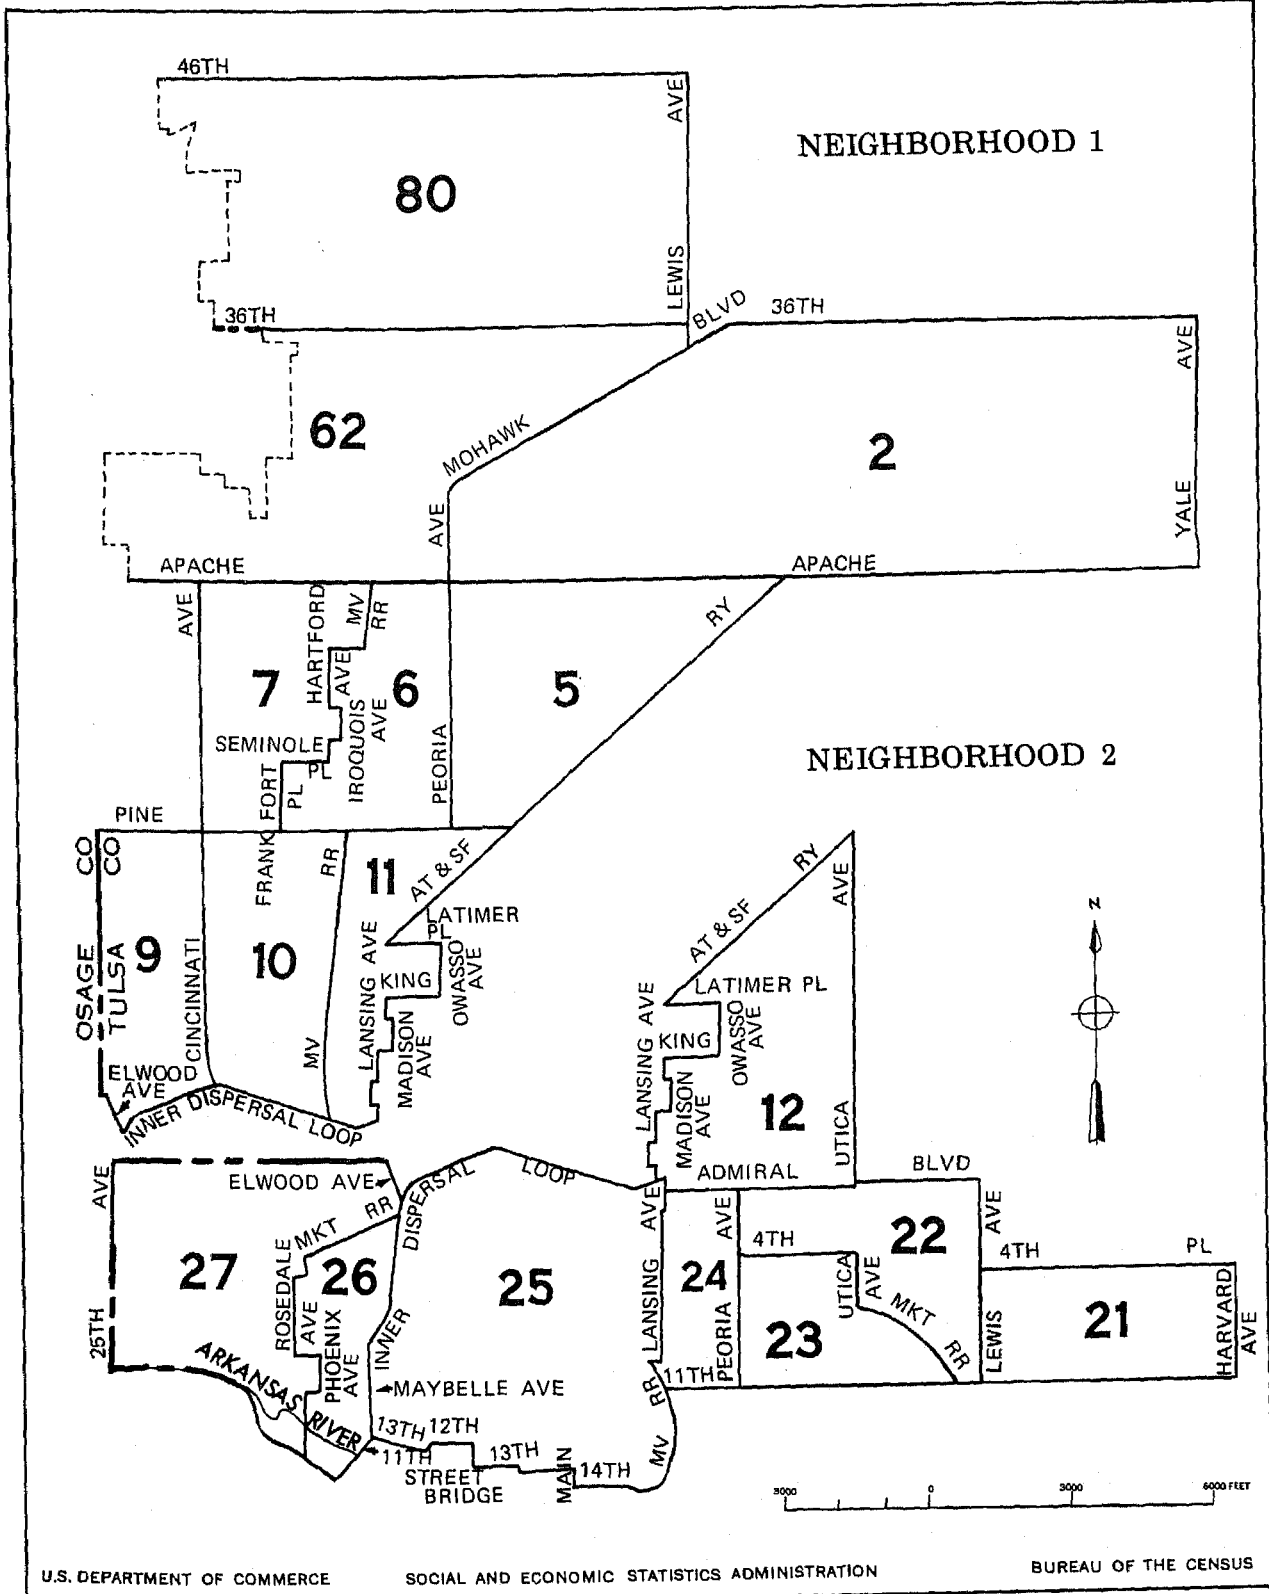 46TH
AVE
NEIGHBORHOOD 1
80
LEWIS
36TH
BLVD
36TH
AVE
62
MOHAWK
2
AVE
YALE
APACHE
APACHE
AVE
HARTFORD
MV
RR
RY
7
AVE
6
5
IROQUOIS
AVE
SEMINOLE
PL
PEORIA
NEIGHBORHOOD 2
FRANKFORT
PL
PINE
CO
CO
RR
11
AT & SF
LATIMER
PL
OSAGE
TULSA
9
CINCINNATI
10
LANSING AVE
KING
OWASSO
AVE
MADISON
AVE
MV
ELWOOD
AVE
INNER DISPERSAL LOOP
RY
AVE
AT & SF
N
LATIMER PL
LANSING AVE
KING
OWASSO
AVE
MADISON
AVE
12
UTICA
ADMIRAL
BLVD
AVE
ELWOOD AVE
RR
MKT
DISPERSAL
LOOP
AVE
AVE
AVE
27
ROSEDALE
AVE
26
25
24
4TH
22
4TH
PL
UTICA
AVE
MKT
RR
LANSING
PEORIA
23
LEWIS
21
HARVARD
AVE
25TH
PHOENIX
AVE
INNER
ARKANSAS
RIVER
MAYBELLE AVE
RR
11TH
13TH
12TH
11TH
STREET
BRIDGE
13TH
MAIN
14TH
MV
3000
0
3000
6000 FEET
U.S. DEPARTMENT OF COMMERCE
SOCIAL AND ECONOMIC STATISTICS ADMINISTRATION
BUREAU OF THE CENSUS